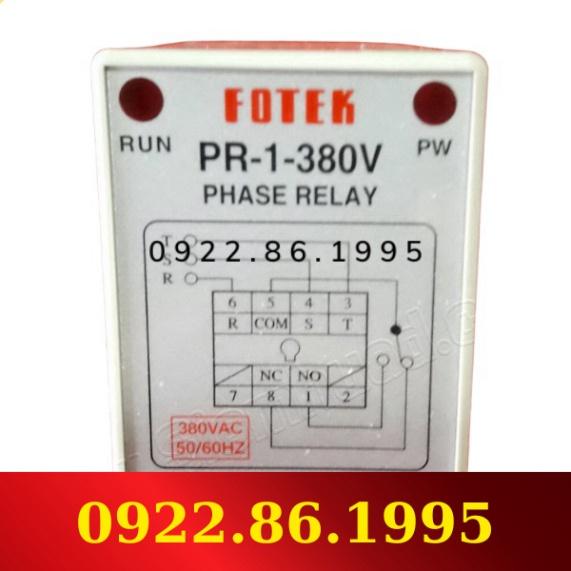 FOTEK
RUN PR-1-380V PW
PHASE RELAY
T
0922.86.1995
S
R
6 5 4 3
R COM S T
NC NO
7 8 1 2
380VAC
50/60HZ
0922.86.1995